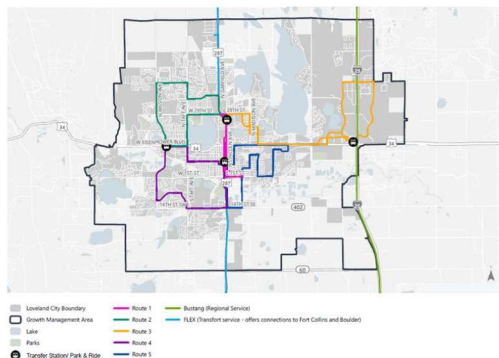 287
25
W 29TH ST
29TH ST
34
W EISENHOWER BLVD
34
34
1ST ST
287
14TH ST SW
14TH ST SE
402
60
Loveland City Boundary
Growth Management Area
Lake
Parks
Transfer Station/ Park & Ride
Route 1
Route 2
Route 3
Route 4
Route 5
Bustang (Regional Service)
FLEX (Transfort service - offers connections to Fort Collins and Boulder)